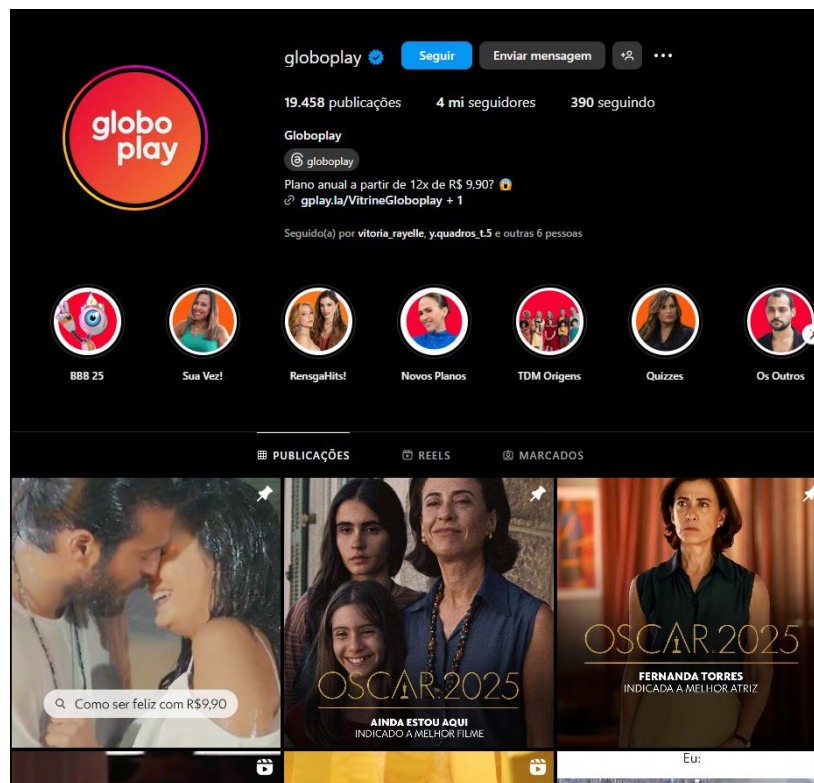 globoplay
Seguir
Enviar mensagem
19.458 publicações
4 mi seguidores
390 seguindo
globo
play
Globoplay
globoplay
Plano anual a partir de 12x de R$ 9,90? 😱
gplay.la/VitrineGloboplay + 1
Seguido(a) por vitoria_rayelle, y.quadros_t.5 e outras 6 pessoas
BBB 25
Sua Vez!
RensgaHits!
Novos Planos
TDM Origens
Quizzes
Os Outros
PUBLICAÇÕES
REELS
MARCADOS
Como ser feliz com R$9,90
OSCAR 2025
AINDA ESTOU AQUI
INDICADO A MELHOR FILME
OSCAR 2025
FERNANDA TORRES
INDICADA A MELHOR ATRIZ
Eu: